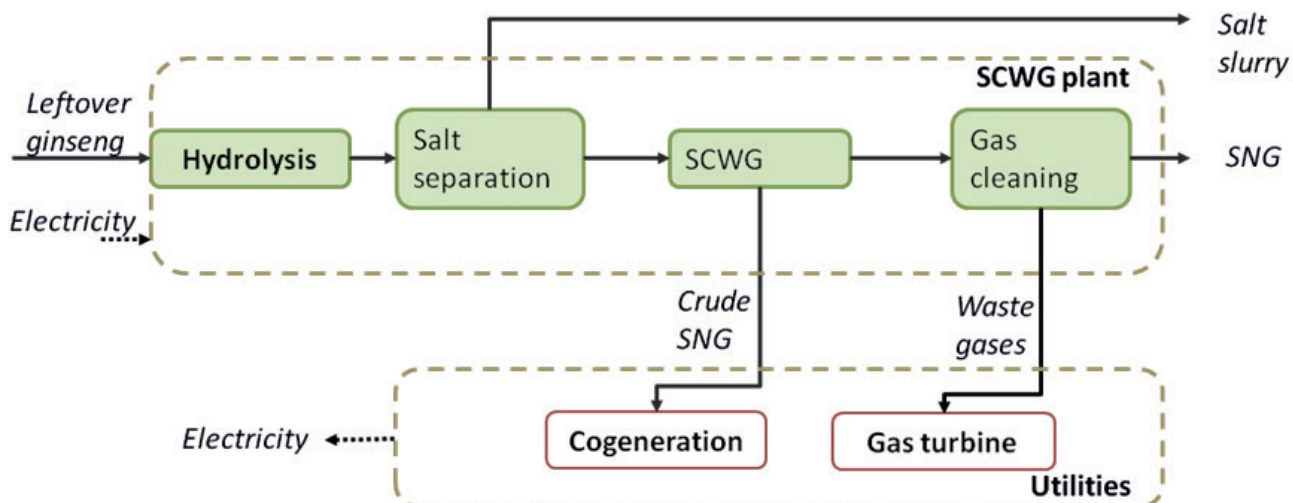 Salt
slurry
SCWG plant
Leftover
ginseng
Hydrolysis
Salt
separation
SCWG
Gas
cleaning
SNG
Electricity
Crude
SNG
Waste
gases
Electricity
Cogeneration
Gas turbine
Utilities